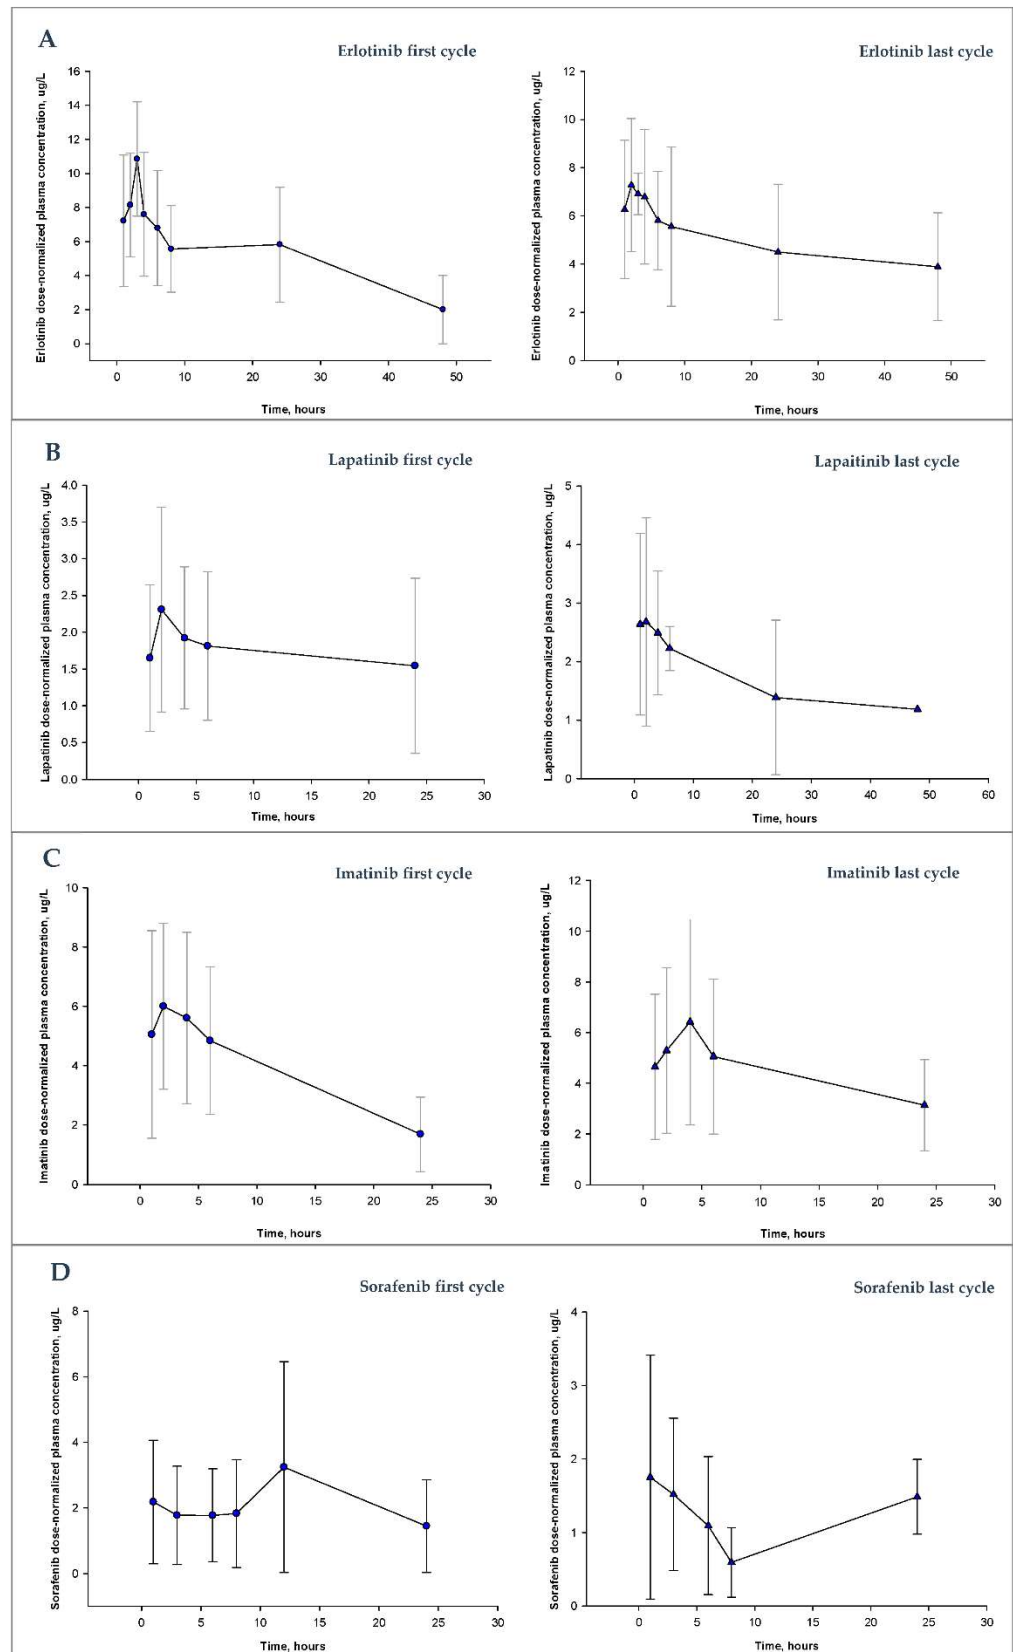 A
Erlotinib first cycle
Erlotinib dose-normalized plasma concentration, ug/L
16
14
12
10
8
6
4
2
0
0 10 20 30 40 50
Time, hours
Erlotinib last cycle
Erlotinib dose-normalized plasma concentration, ug/L
12
10
8
6
4
2
0
0 10 20 30 40 50
Time, hours
B
Lapatinib first cycle
Lapatinib dose-normalized plasma concentration, ug/L
4.0
3.5
3.0
2.5
2.0
1.5
1.0
0.5
0.0
0 5 10 15 20 25 30
Time, hours
Lapaitinib last cycle
Lapatinib dose-normalized plasma concentration, ug/L
5
4
3
2
1
0
0 10 20 30 40 50 60
Time, hours
C
Imatinib first cycle
Imatinib dose-normalized plasma concentration, ug/L
10
8
6
4
2
0
0 5 10 15 20 25 30
Time, hours
Imatinib last cycle
Imatinib dose-normalized plasma concentration, ug/L
12
10
8
6
4
2
0
0 5 10 15 20 25 30
Time, hours
D
Sorafenib first cycle
Sorafenib dose-normalized plasma concentration, ug/L
8
6
4
2
0
0 5 10 15 20 25 30
Time, hours
Sorafenib last cycle
Sorafenib dose-normalized plasma concentration, ug/L
4
3
2
1
0
0 5 10 15 20 25 30
Time, hours